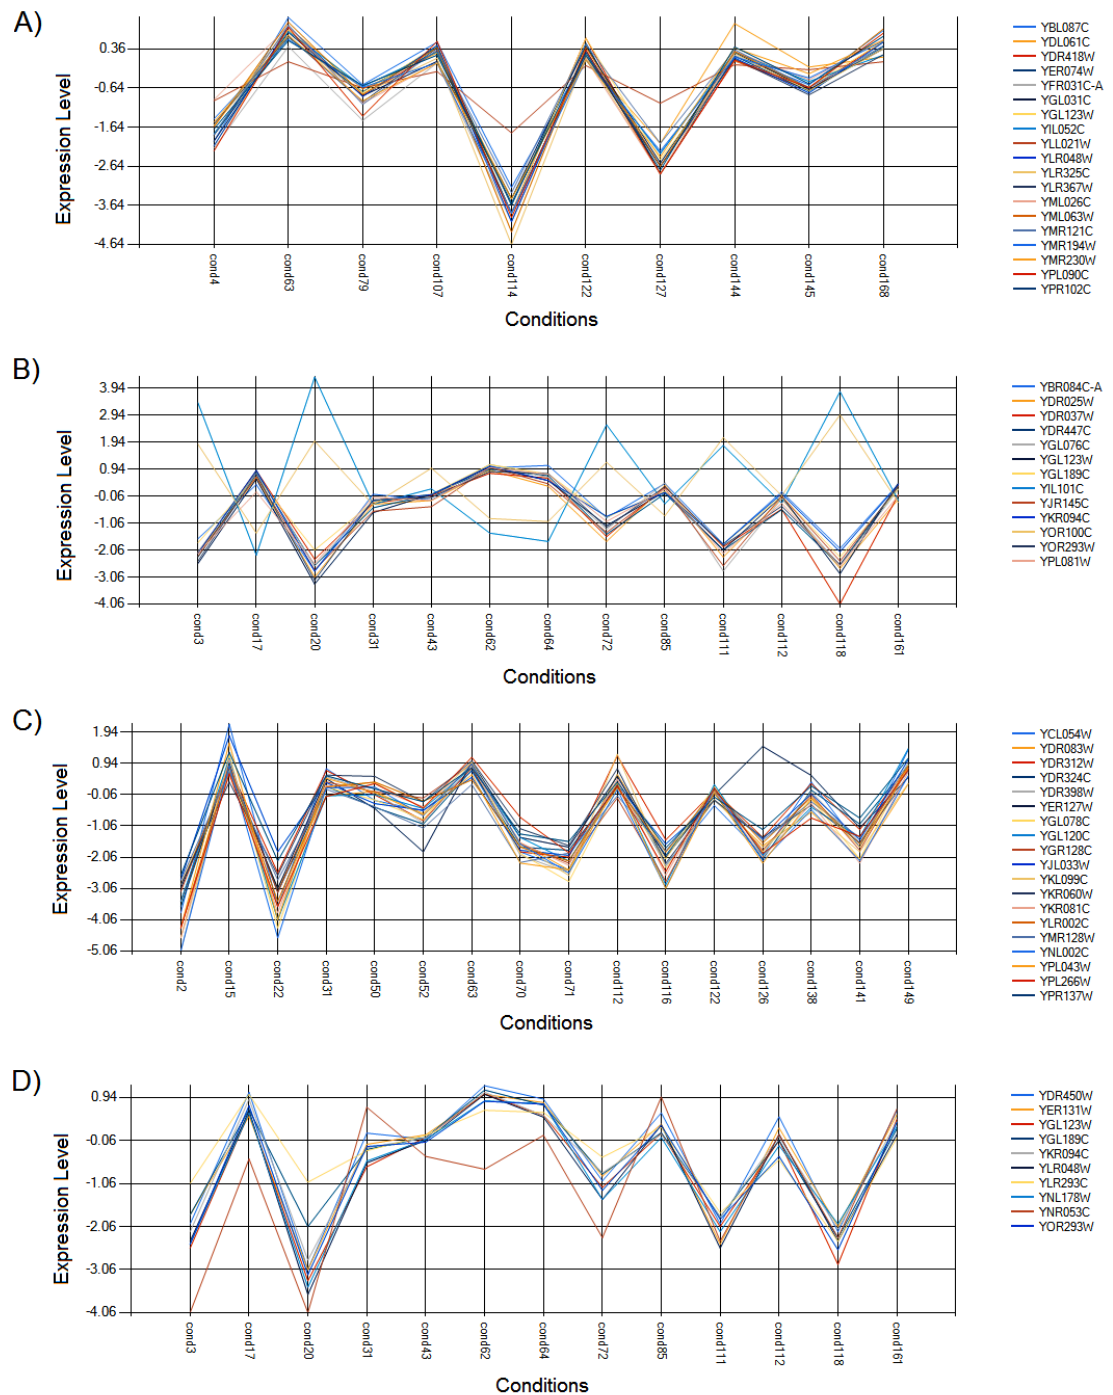 A)
Expression Level
0.36
-0.64
-1.64
-2.64
-3.64
-4.64
cond4
cond63
cond79
cond107
cond114
cond122
cond127
cond144
cond145
cond168
Conditions
YBL087C
YDL061C
YDR418W
YER074W
YFR031C-A
YGL031C
YGL123W
YIL052C
YLL021W
YLR048W
YLR325C
YLR367W
YML026C
YML063W
YMR121C
YMR194W
YMR230W
YPL090C
YPR102C
B)
Expression Level
3.94
2.94
1.94
0.94
-0.06
-1.06
-2.06
-3.06
-4.06
cond3
cond17
cond20
cond31
cond43
cond62
cond64
cond72
cond85
cond111
cond112
cond118
cond161
Conditions
YBR084C-A
YDR025W
YDR037W
YDR447C
YGL076C
YGL123W
YGL189C
YIL101C
YJR145C
YKR094C
YOR100C
YOR293W
YPL081W
C)
Expression Level
1.94
0.94
-0.06
-1.06
-2.06
-3.06
-4.06
-5.06
cond2
cond15
cond22
cond31
cond50
cond52
cond63
cond70
cond71
cond112
cond116
cond122
cond126
cond138
cond141
cond149
Conditions
YCL054W
YDR083W
YDR312W
YDR324C
YDR398W
YER127W
YGL078C
YGL120C
YGR128C
YJL033W
YKL099C
YKR060W
YKR081C
YLR002C
YMR128W
YNL002C
YPL043W
YPL266W
YPR137W
D)
Expression Level
0.94
-0.06
-1.06
-2.06
-3.06
-4.06
cond3
cond17
cond20
cond31
cond43
cond62
cond64
cond72
cond85
cond111
cond112
cond118
cond161
Conditions
YDR450W
YER131W
YGL123W
YGL189C
YKR094C
YLR048W
YLR293C
YNL178W
YNR053C
YOR293W